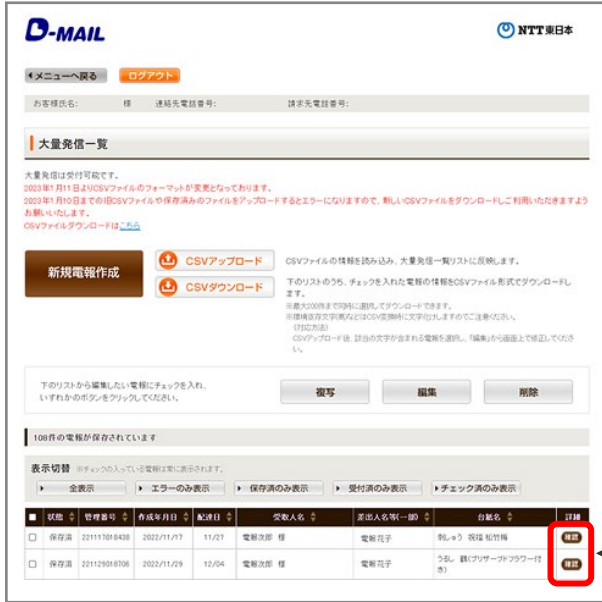 D-MAIL
NTT東日本
メニューへ戻る ログアウト
お客様氏名: 様 連絡先電話番号: 請求先電話番号:
大量発信一覧
大量発信は受付可能です。
2023年1月11日よりCSVファイルのフォーマットが変更となっております。
2023年1月10日までの旧CSVファイルや保存済みのファイルをアップロードするとエラーになりますので、新しいCSVファイルをダウンロードしご利用いただきますよう
お願いいたします。
CSVファイルダウンロードはこちら
新規電報作成
CSVアップロード CSVファイルの情報を読み込み、大量発信一覧リストに反映します。
CSVダウンロード 下のリストのうち、チェックを入れた電報の情報をCSVファイル形式でダウンロードし
ます。
※最大200件まで同時に選択してダウンロードできます。
※環境依存文字(髙)などはCSV変換時に文字化けしますのでご注意ください。
(対応方法)
CSVアップロード後、該当の文字が含まれる電報を選択し、「編集」から画面上で修正してくださ
い。
下のリストから編集したい電報にチェックを入れ、
いずれかのボタンをクリックしてください。
複写 編集 削除
108件の電報が保存されています
表示切替 ※チェックの入っている電報は常に表示されます。
全表示 エラーのみ表示 保存済のみ表示 受付済のみ表示 チェック済のみ表示
状態 管理番号 作成年月日 配達日 受取人名 差出人名等(一部) 台紙名 詳細
保存済 221117018438 2022/11/17 11/27 電報次郎 様 電報花子 刺しゅう 祝描 松竹梅 確認
保存済 221129018706 2022/11/29 12/04 電報次郎 様 電報花子 うるし 鶴(プリザーブドフラワー付
き) 確認